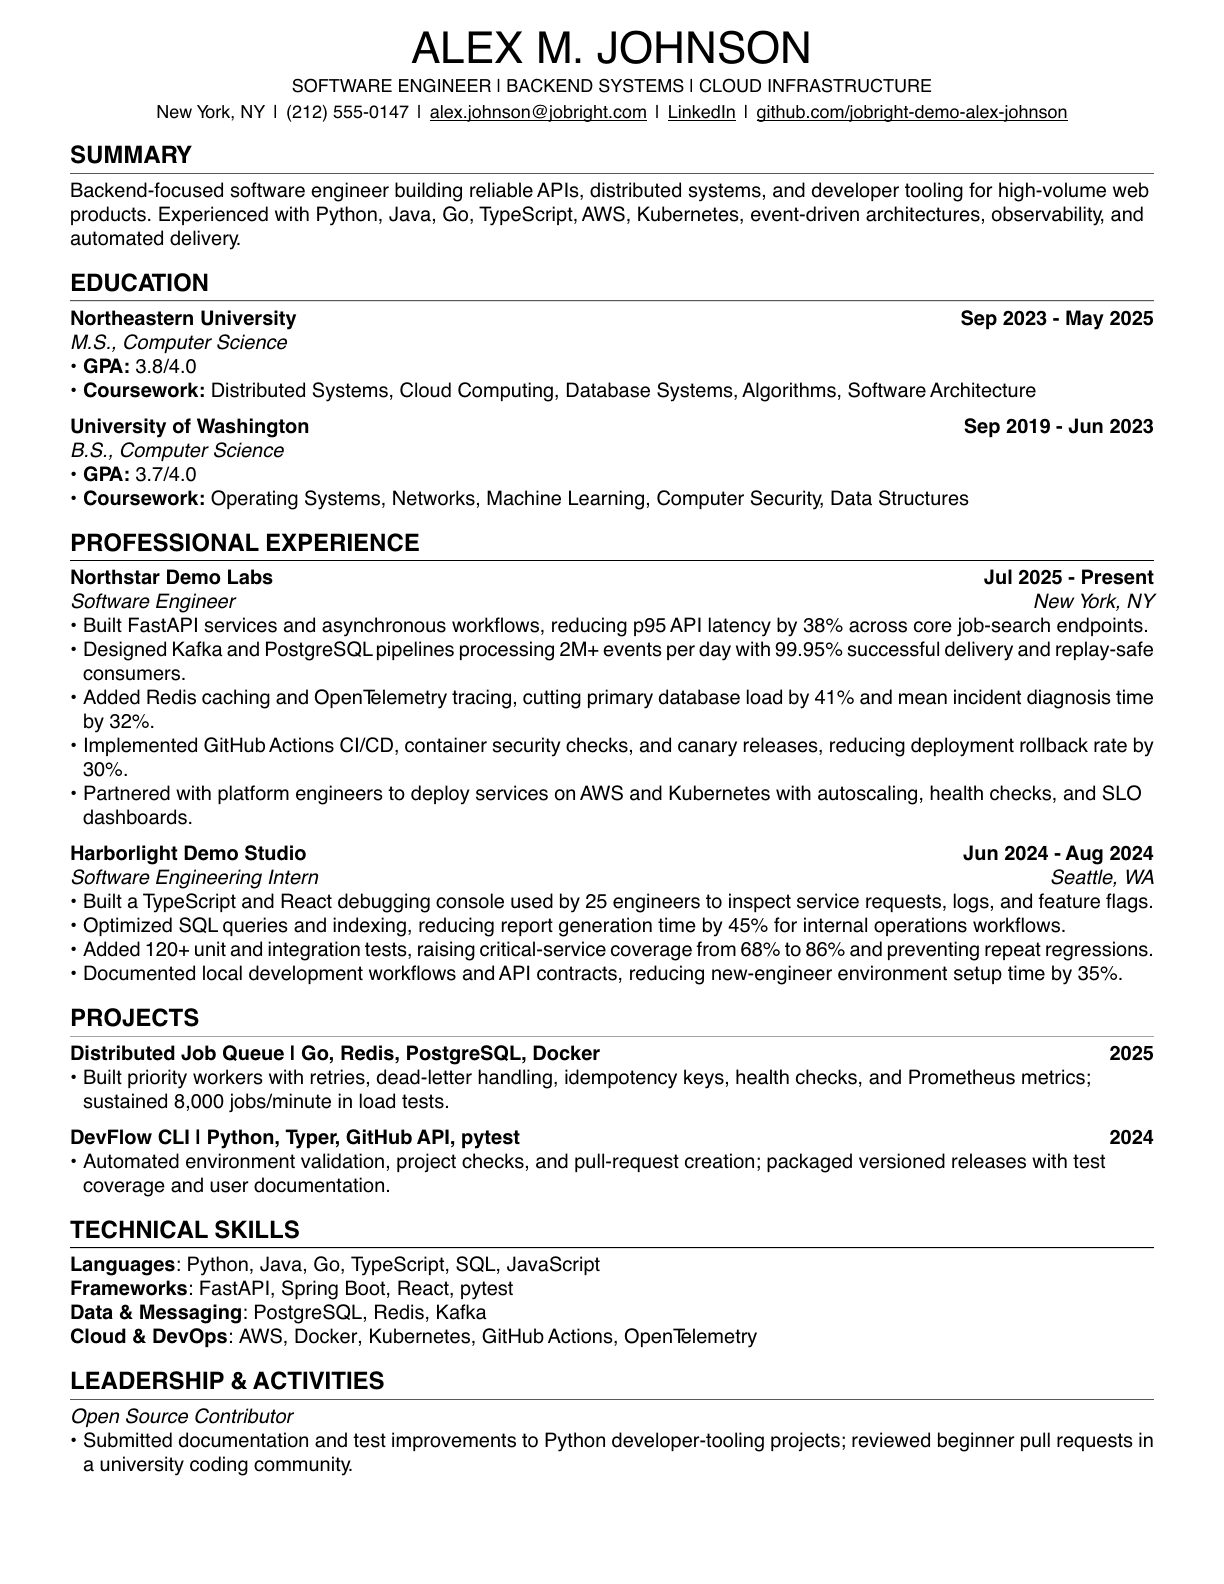 ALEX M. JOHNSON
SOFTWARE ENGINEER | BACKEND SYSTEMS | CLOUD INFRASTRUCTURE
New York, NY | (212) 555-0147 | alex.johnson@jobright.com | LinkedIn | github.com/jobright-demo-alex-johnson
SUMMARY
Backend-focused software engineer building reliable APIs, distributed systems, and developer tooling for high-volume web
products. Experienced with Python, Java, Go, TypeScript, AWS, Kubernetes, event-driven architectures, observability, and
automated delivery.
EDUCATION
Northeastern University Sep 2023 - May 2025
M.S., Computer Science
• GPA: 3.8/4.0
• Coursework: Distributed Systems, Cloud Computing, Database Systems, Algorithms, Software Architecture
University of Washington Sep 2019 - Jun 2023
B.S., Computer Science
• GPA: 3.7/4.0
• Coursework: Operating Systems, Networks, Machine Learning, Computer Security, Data Structures
PROFESSIONAL EXPERIENCE
Northstar Demo Labs Jul 2025 - Present
Software Engineer New York, NY
• Built FastAPI services and asynchronous workflows, reducing p95 API latency by 38% across core job-search endpoints.
• Designed Kafka and PostgreSQL pipelines processing 2M+ events per day with 99.95% successful delivery and replay-safe
consumers.
• Added Redis caching and OpenTelemetry tracing, cutting primary database load by 41% and mean incident diagnosis time
by 32%.
• Implemented GitHub Actions CI/CD, container security checks, and canary releases, reducing deployment rollback rate by
30%.
• Partnered with platform engineers to deploy services on AWS and Kubernetes with autoscaling, health checks, and SLO
dashboards.
Harborlight Demo Studio Jun 2024 - Aug 2024
Software Engineering Intern Seattle, WA
• Built a TypeScript and React debugging console used by 25 engineers to inspect service requests, logs, and feature flags.
• Optimized SQL queries and indexing, reducing report generation time by 45% for internal operations workflows.
• Added 120+ unit and integration tests, raising critical-service coverage from 68% to 86% and preventing repeat regressions.
• Documented local development workflows and API contracts, reducing new-engineer environment setup time by 35%.
PROJECTS
Distributed Job Queue | Go, Redis, PostgreSQL, Docker 2025
• Built priority workers with retries, dead-letter handling, idempotency keys, health checks, and Prometheus metrics;
sustained 8,000 jobs/minute in load tests.
DevFlow CLI | Python, Typer, GitHub API, pytest 2024
• Automated environment validation, project checks, and pull-request creation; packaged versioned releases with test
coverage and user documentation.
TECHNICAL SKILLS
Languages: Python, Java, Go, TypeScript, SQL, JavaScript
Frameworks: FastAPI, Spring Boot, React, pytest
Data & Messaging: PostgreSQL, Redis, Kafka
Cloud & DevOps: AWS, Docker, Kubernetes, GitHub Actions, OpenTelemetry
LEADERSHIP & ACTIVITIES
Open Source Contributor
• Submitted documentation and test improvements to Python developer-tooling projects; reviewed beginner pull requests in
a university coding community.